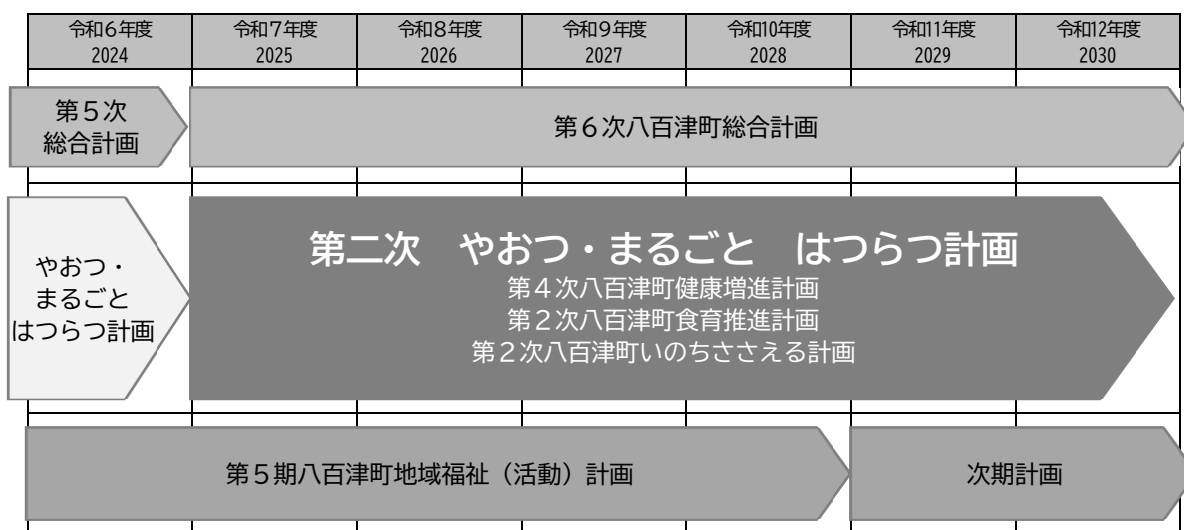 令和6年度 令和7年度 令和8年度 令和9年度 令和10年度 令和11年度 令和12年度
2024 2025 2026 2027 2028 2029 2030
第5次
総合計画
第6次八百津町総合計画
やおつ・
まるごと
はつらつ計画
第二次　やおつ・まるごと　はつらつ計画
第4次八百津町健康増進計画
第2次八百津町食育推進計画
第2次八百津町いのちささえる計画
第5期八百津町地域福祉（活動）計画
次期計画